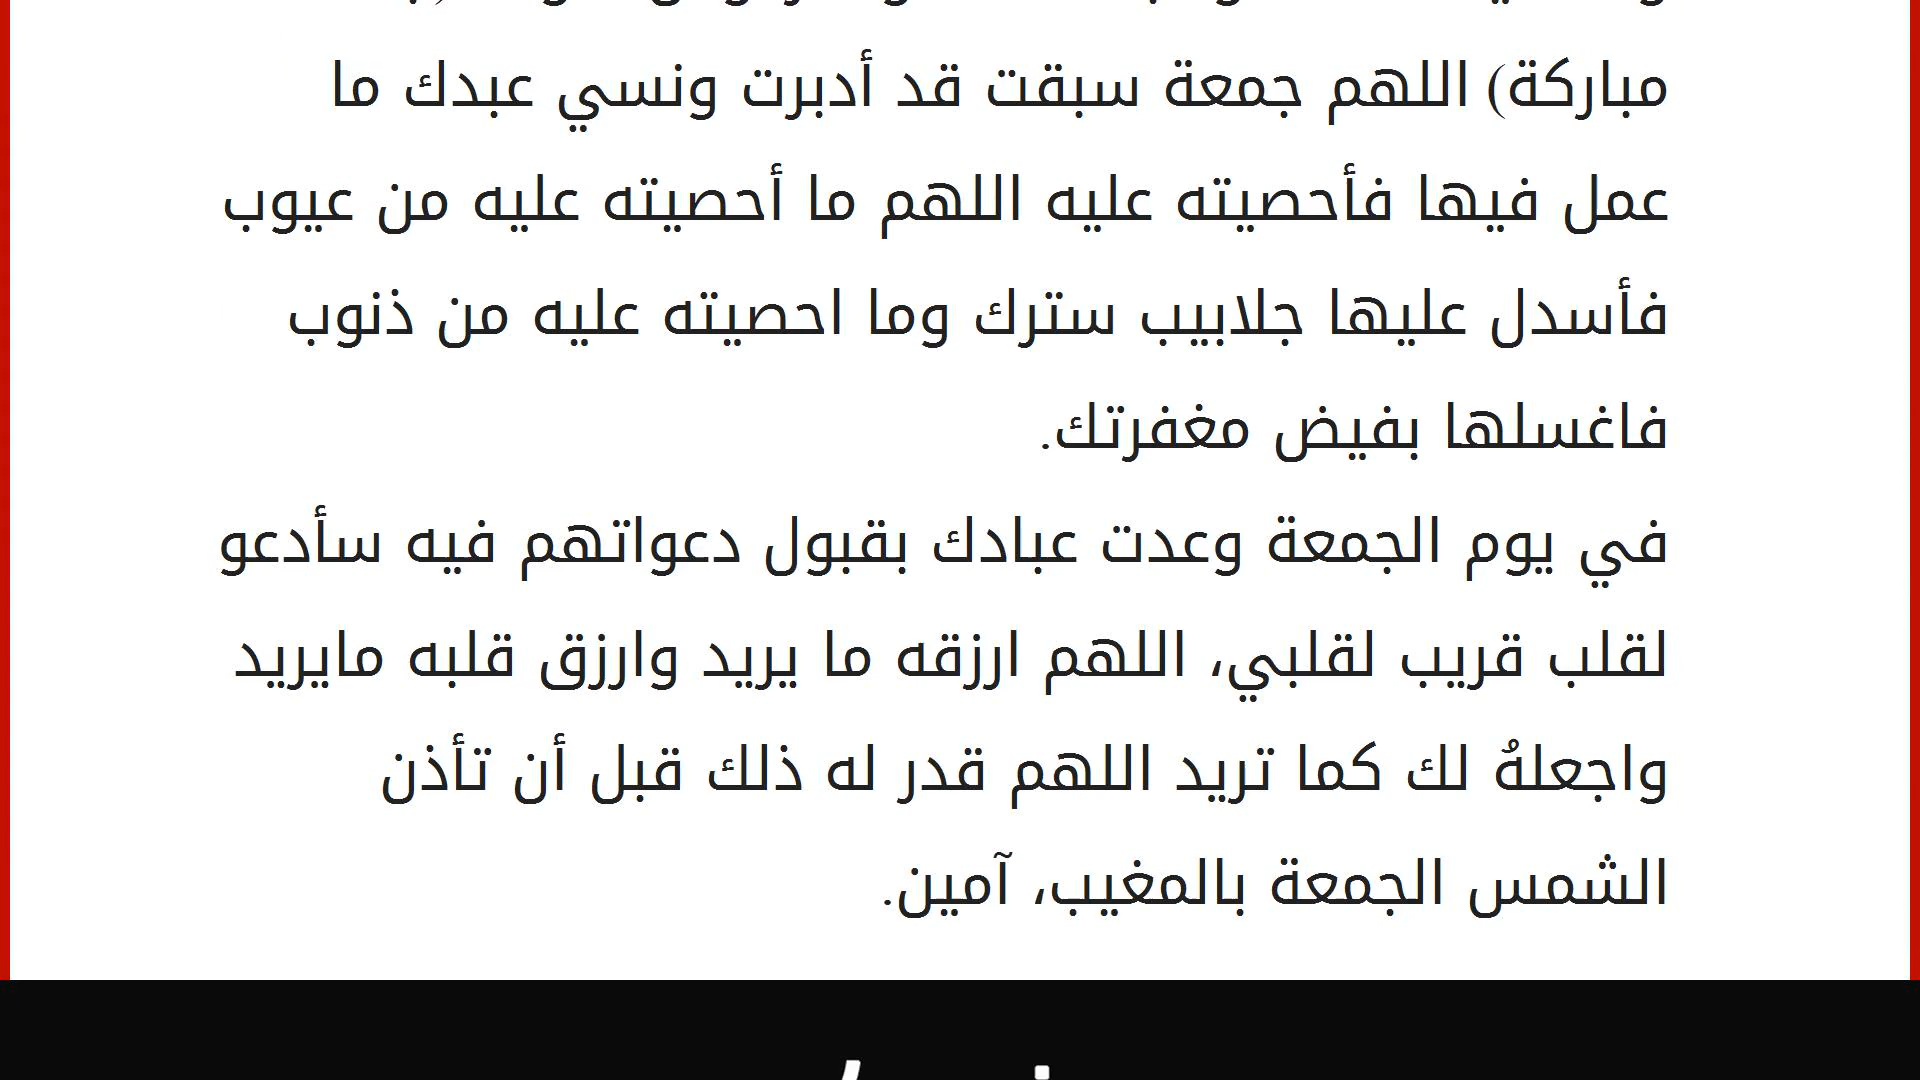 مباركة) اللهم جمعة سبقت قد أدبرت ونسي عبدك ما
عمل فيها فأحصيته عليه اللهم ما أحصيته عليه من عيوب
فأسدل عليها جلابيب سترك وما احصيته عليه من ذنوب
فاغسلها بفيض مغفرتك.
في يوم الجمعة وعدت عبادك بقبول دعواتهم فيه سأدعو
لقلب قريب لقلبي، اللهم ارزقه ما يريد وارزق قلبه مايريد
واجعلهُ لك كما تريد اللهم قدر له ذلك قبل أن تأذن
الشمس الجمعة بالمغيب، آمين.